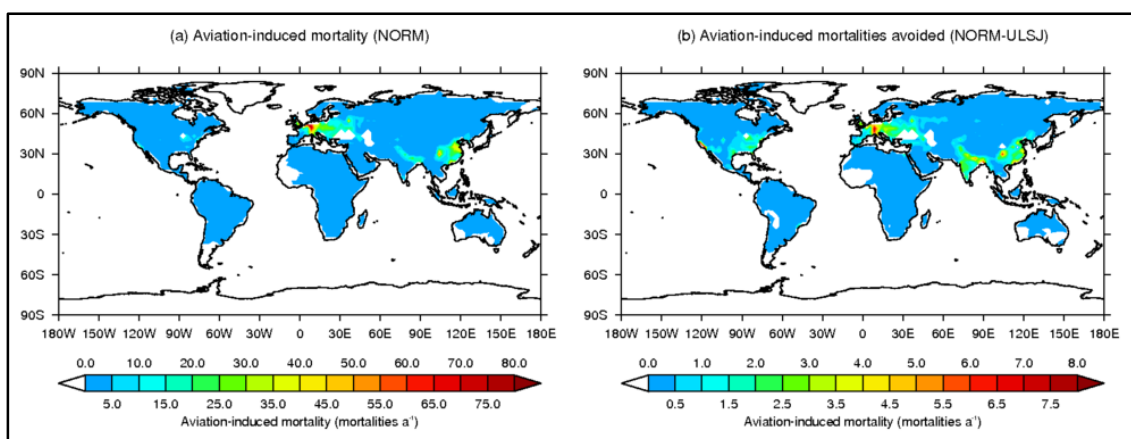 (a) Aviation-induced mortality (NORM)
90N
60N
30N
0
30S
60S
90S
180W 150W 120W 90W 60W 30W 0 30E 60E 90E 120E 150E 180E
0.0 10.0 20.0 30.0 40.0 50.0 60.0 70.0 80.0
5.0 15.0 25.0 35.0 45.0 55.0 65.0 75.0
Aviation-induced mortality (mortalities a⁻¹)
(b) Aviation-induced mortalities avoided (NORM-ULSJ)
90N
60N
30N
0
30S
60S
90S
180W 150W 120W 90W 60W 30W 0 30E 60E 90E 120E 150E 180E
0.0 1.0 2.0 3.0 4.0 5.0 6.0 7.0 8.0
0.5 1.5 2.5 3.5 4.5 5.5 6.5 7.5
Aviation-induced mortality (mortalities a⁻¹)